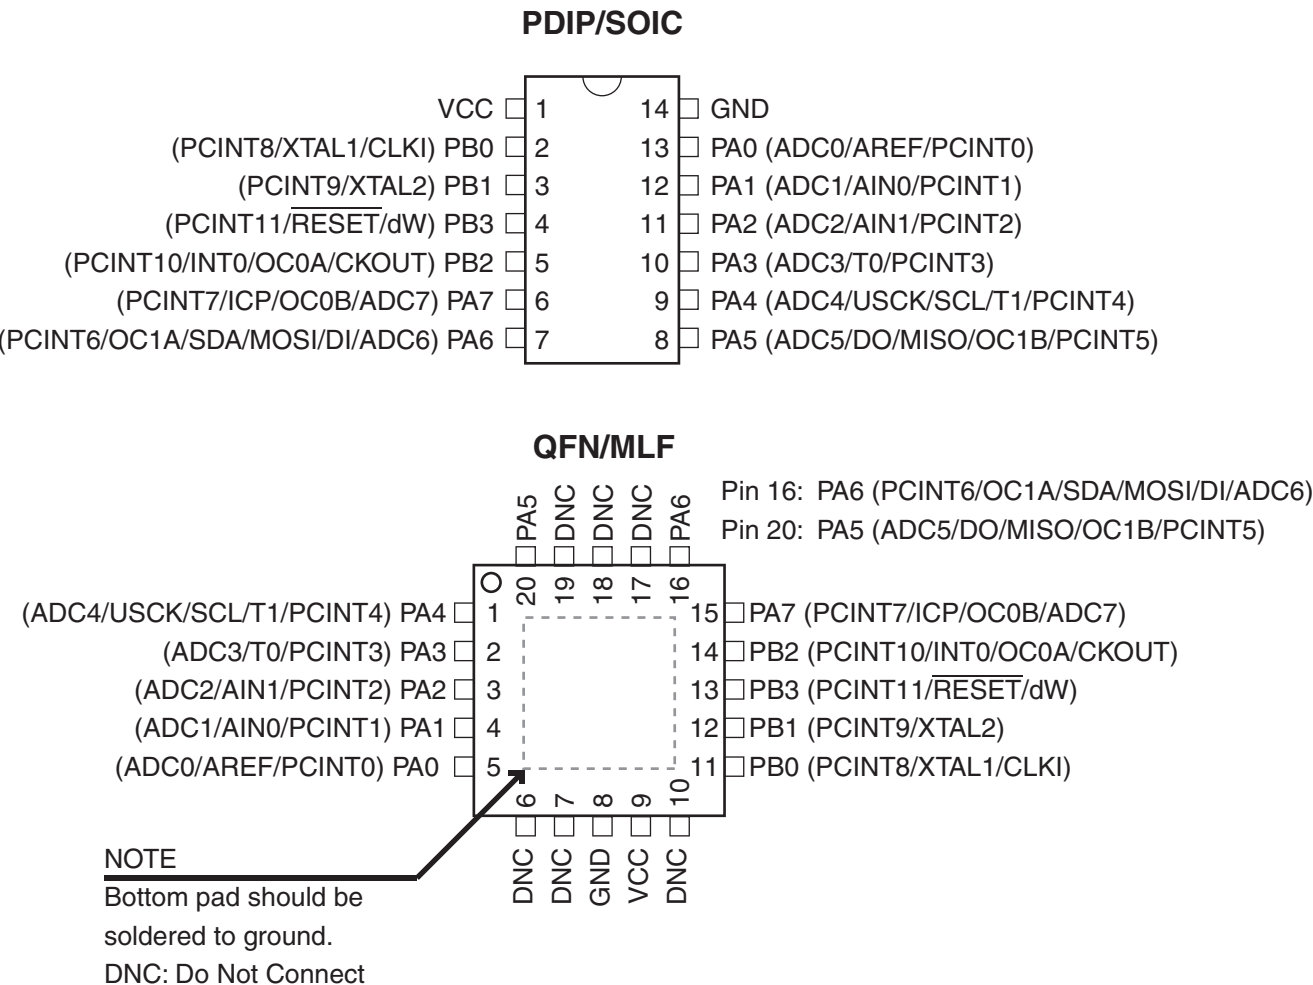 PDIP/SOIC
VCC 1 14 GND
(PCINT8/XTAL1/CLKI) PB0 2 13 PA0 (ADC0/AREF/PCINT0)
(PCINT9/XTAL2) PB1 3 12 PA1 (ADC1/AIN0/PCINT1)
(PCINT11/RESET/dW) PB3 4 11 PA2 (ADC2/AIN1/PCINT2)
(PCINT10/INT0/OC0A/CKOUT) PB2 5 10 PA3 (ADC3/T0/PCINT3)
(PCINT7/ICP/OC0B/ADC7) PA7 6 9 PA4 (ADC4/USCK/SCL/T1/PCINT4)
(PCINT6/OC1A/SDA/MOSI/DI/ADC6) PA6 7 8 PA5 (ADC5/DO/MISO/OC1B/PCINT5)
QFN/MLF
Pin 16: PA6 (PCINT6/OC1A/SDA/MOSI/DI/ADC6)
Pin 20: PA5 (ADC5/DO/MISO/OC1B/PCINT5)
PA5 DNC DNC DNC PA6
20 19 18 17 16
(ADC4/USCK/SCL/T1/PCINT4) PA4 1 15 PA7 (PCINT7/ICP/OC0B/ADC7)
(ADC3/T0/PCINT3) PA3 2 14 PB2 (PCINT10/INT0/OC0A/CKOUT)
(ADC2/AIN1/PCINT2) PA2 3 13 PB3 (PCINT11/RESET/dW)
(ADC1/AIN0/PCINT1) PA1 4 12 PB1 (PCINT9/XTAL2)
(ADC0/AREF/PCINT0) PA0 5 11 PB0 (PCINT8/XTAL1/CLKI)
6 7 8 9 10
DNC DNC GND VCC DNC
NOTE
Bottom pad should be
soldered to ground.
DNC: Do Not Connect